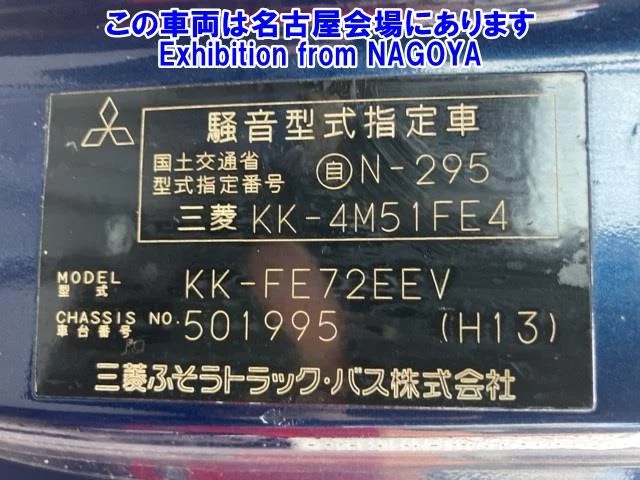 この車両は名古屋会場にあります
Exhibition from NAGOYA
騒音型式指定車
国土交通省
型式指定番号 自N-295
三菱 KK-4M51FE4
MODEL
型式 KK-FE72EEV
CHASSIS NO.
車台番号 501995 (H13)
三菱ふそうトラック・バス株式会社